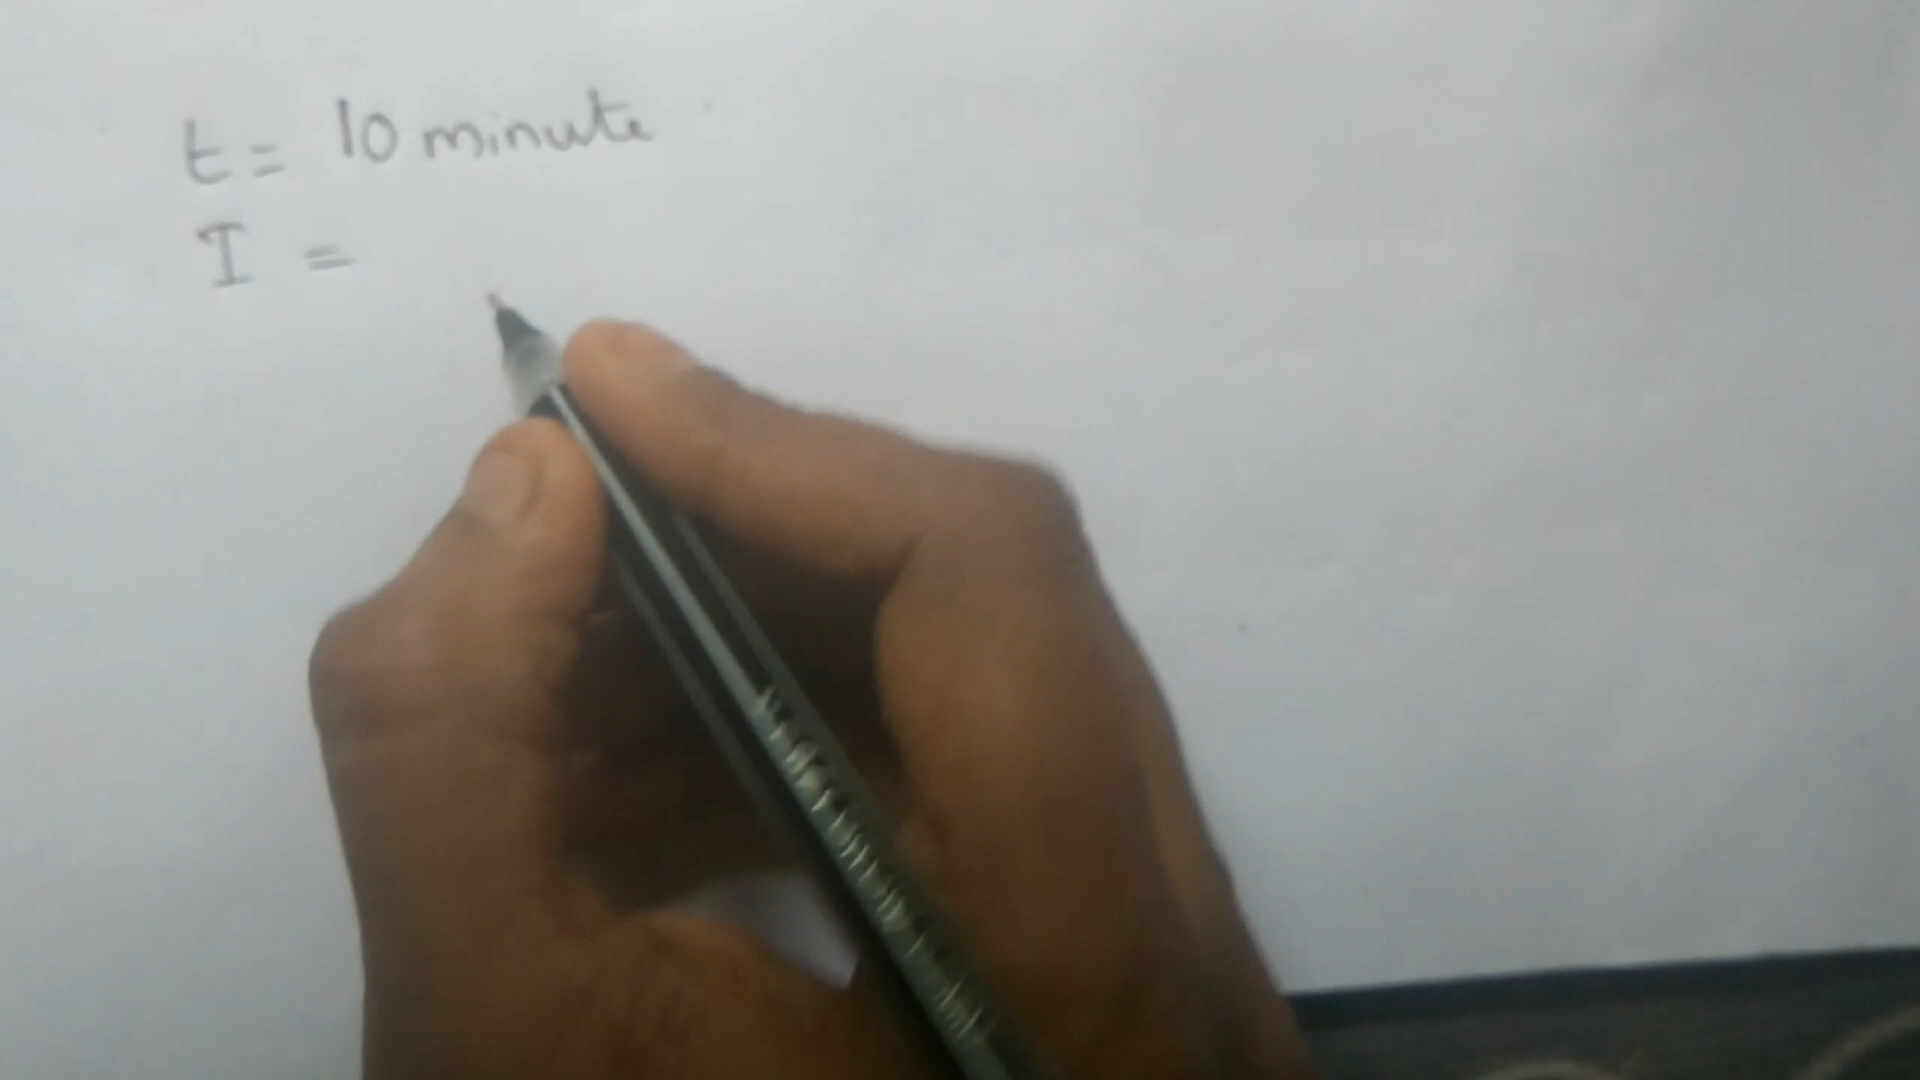 t = 10 minute
I =